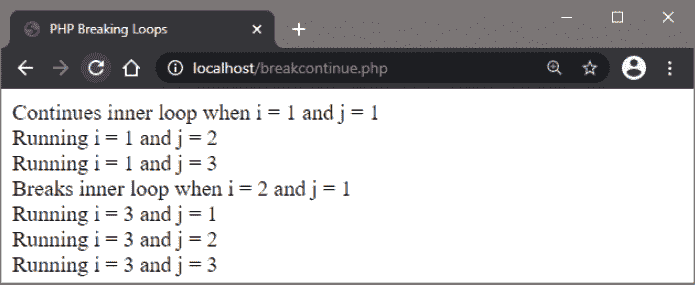 PHP Breaking Loops
localhost/breakcontinue.php
Continues inner loop when i = 1 and j = 1
Running i = 1 and j = 2
Running i = 1 and j = 3
Breaks inner loop when i = 2 and j = 1
Running i = 3 and j = 1
Running i = 3 and j = 2
Running i = 3 and j = 3